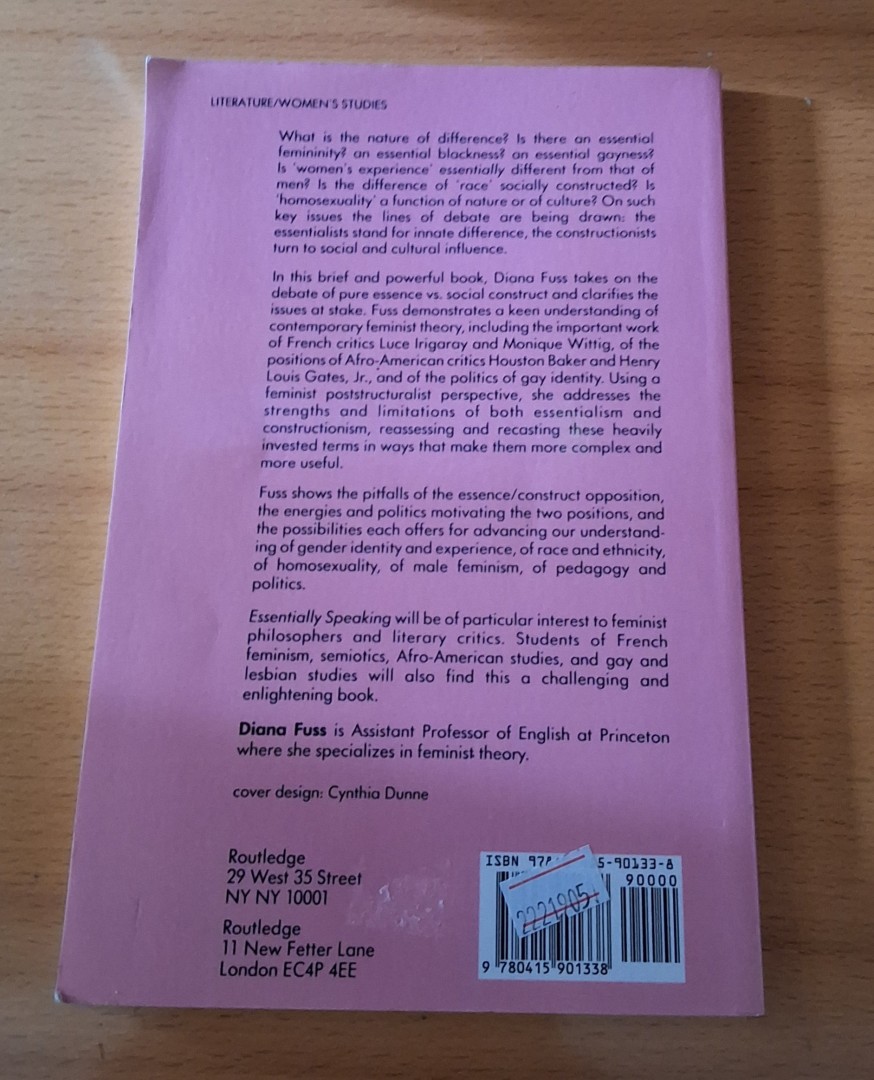 LITERATURE/WOMEN'S STUDIES
What is the nature of difference? Is there an essential
femininity? an essential blackness? an essential gayness?
Is 'women's experience' essentially different from that of
men? Is the difference of 'race' socially constructed? Is
'homosexuality' a function of nature or of culture? On such
key issues the lines of debate are being drawn: the
essentialists stand for innate difference, the constructionists
turn to social and cultural influence.
In this brief and powerful book, Diana Fuss takes on the
debate of pure essence vs. social construct and clarifies the
issues at stake. Fuss demonstrates a keen understanding of
contemporary feminist theory, including the important work
of French critics Luce Irigaray and Monique Wittig, of the
positions of Afro-American critics Houston Baker and Henry
Louis Gates, Jr., and of the politics of gay identity. Using a
feminist poststructuralist perspective, she addresses the
strengths and limitations of both essentialism and
constructionism, reassessing and recasting these heavily
invested terms in ways that make them more complex and
more useful.
Fuss shows the pitfalls of the essence/construct opposition,
the energies and politics motivating the two positions, and
the possibilities each offers for advancing our understand-
ing of gender identity and experience, of race and ethnicity,
of homosexuality, of male feminism, of pedagogy and
politics.
Essentially Speaking will be of particular interest to feminist
philosophers and literary critics. Students of French
feminism, semiotics, Afro-American studies, and gay and
lesbian studies will also find this a challenging and
enlightening book.
Diana Fuss is Assistant Professor of English at Princeton
where she specializes in feminist theory.
cover design: Cynthia Dunne
Routledge
29 West 35 Street
NY NY 10001
Routledge
11 New Fetter Lane
London EC4P 4EE
ISBN 5-90133-8
90000
2221905
9 780415 901338